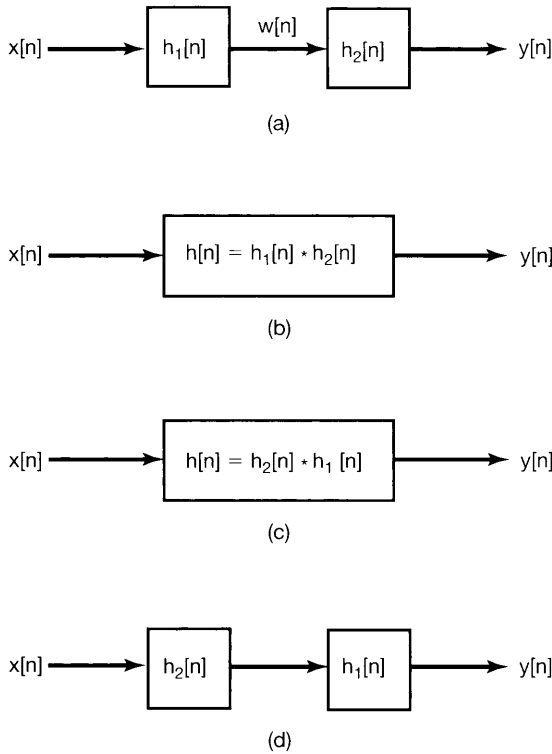 w[n]
x[n] h₁[n] h₂[n] y[n]
(a)
x[n] h[n] = h₁[n] * h₂[n] y[n]
(b)
x[n] h[n] = h₂[n] * h₁ [n] y[n]
(c)
x[n] h₂[n] h₁[n] y[n]
(d)